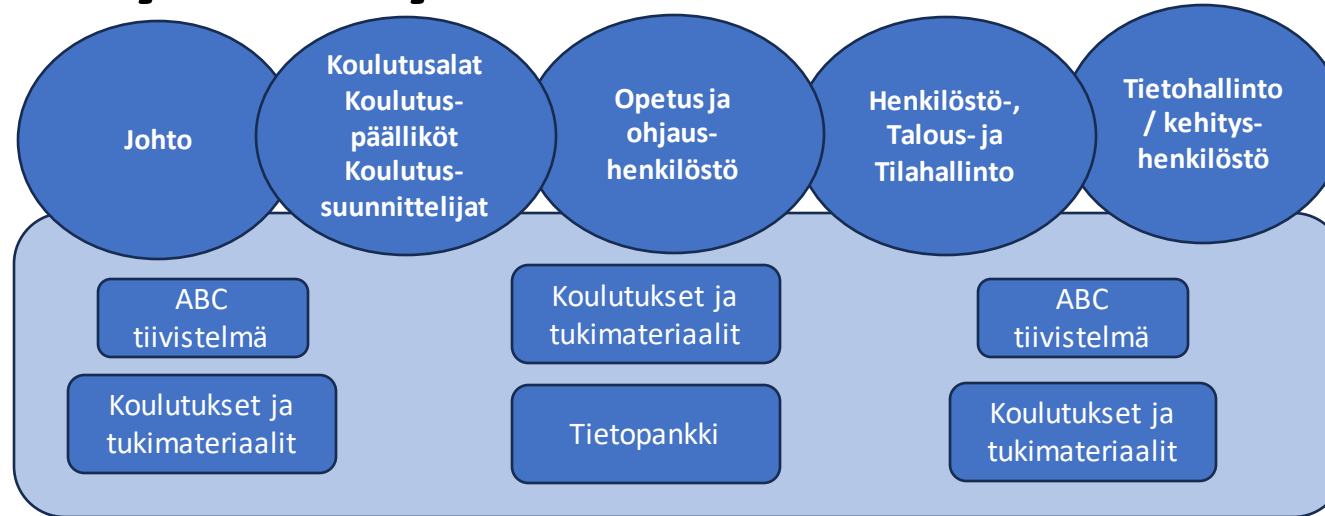 Johto
Koulutusalat
Koulutus-
päälliköt
Koulutus-
suunnittelijat
Opetus ja
ohjaus-
henkilöstö
Henkilöstö-,
Talous- ja
Tilahallinto
Tietohallinto
/ kehitys-
henkilöstö
ABC
tiivistelmä
Koulutukset ja
tukimateriaalit
Koulutukset ja
tukimateriaalit
Tietopankki
ABC
tiivistelmä
Koulutukset ja
tukimateriaalit